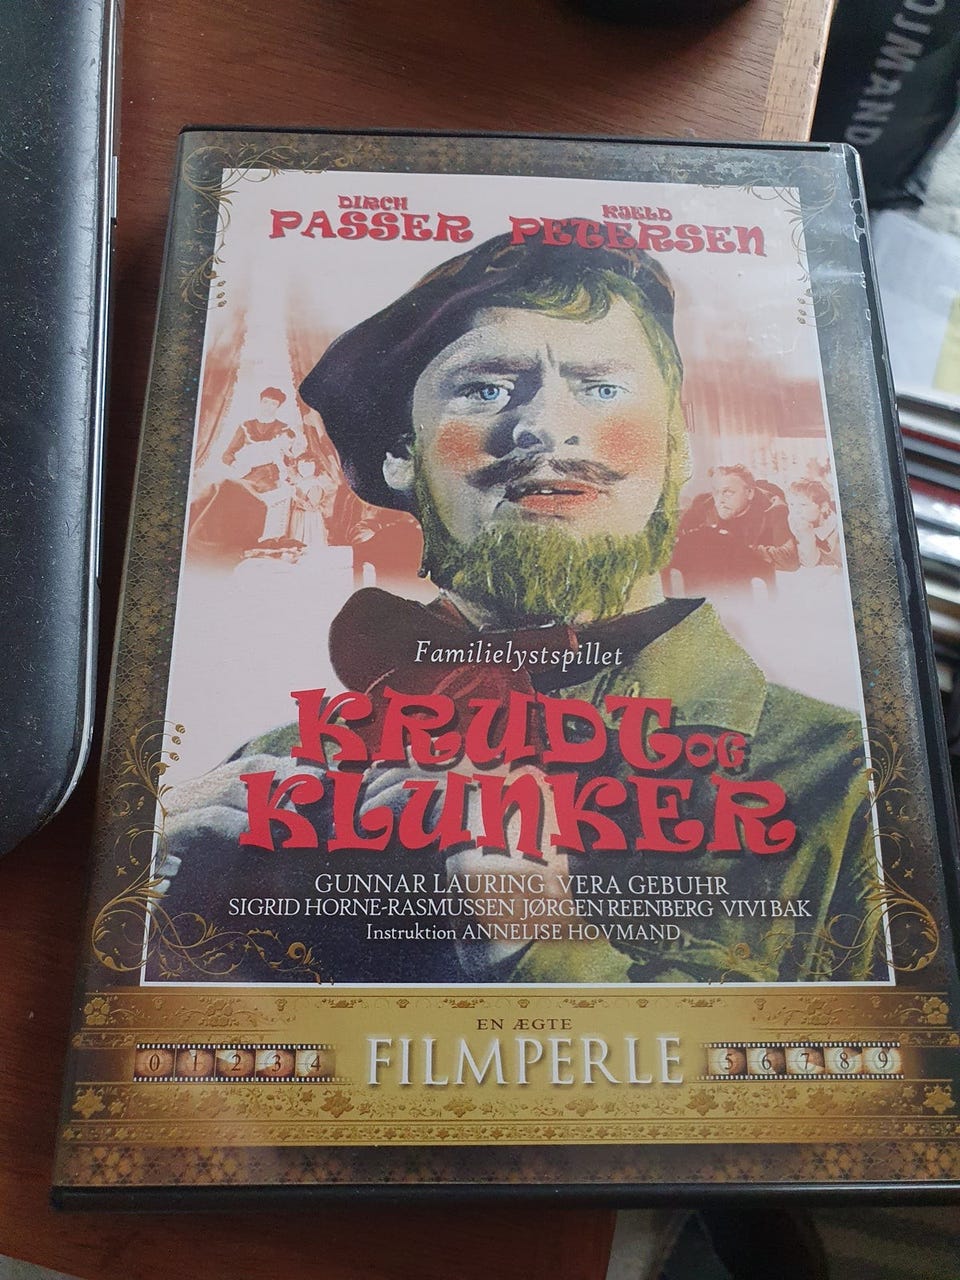 OJMAND
DIRCH KJELD
PASSER PETERSEN
Familielystspillet
KRUDT OG
KLUNKER
GUNNAR LAURING VERA GEBUHR
SIGRID HORNE-RASMUSSEN JØRGEN REENBERG VIVI BAK
Instruktion ANNELISE HOVMAND
EN ÆGTE
FILMPERLE
0 1 2 3 4 5 6 7 8 9